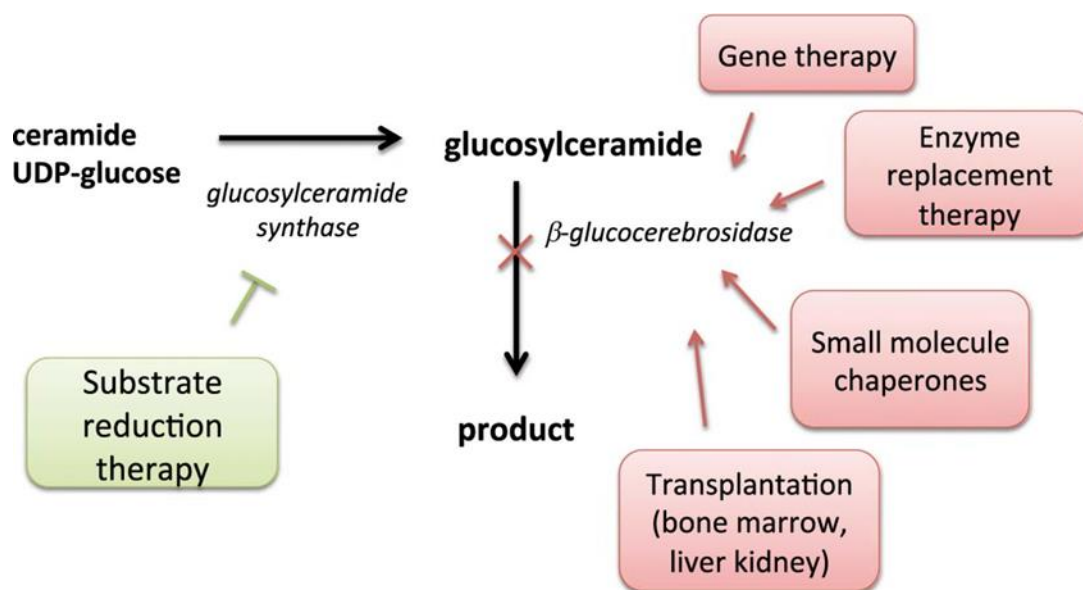 Gene therapy
ceramide
UDP-glucose
glucosylceramide
synthase
glucosylceramide
β-glucocerebrosidase
Enzyme
replacement
therapy
Substrate
reduction
therapy
product
Small molecule
chaperones
Transplantation
(bone marrow,
liver kidney)